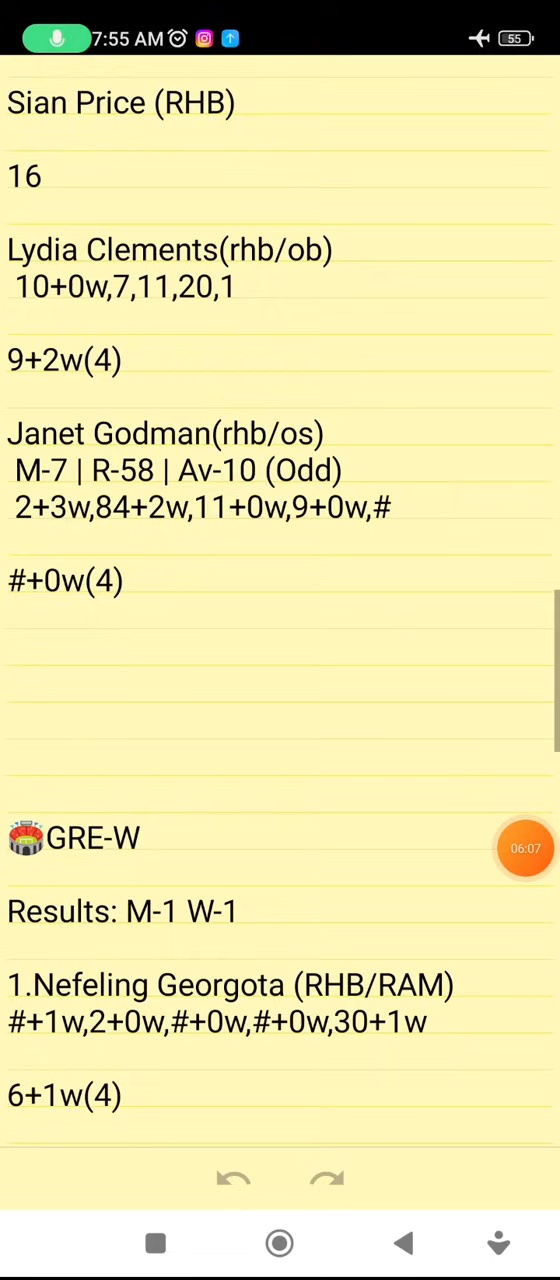 7:55 AM
55
Sian Price (RHB)
16
Lydia Clements(rhb/ob)
10+0w,7,11,20,1
9+2w(4)
Janet Godman(rhb/os)
M-7 | R-58 | Av-10 (Odd)
2+3w,84+2w,11+0w,9+0w,#
#+0w(4)
🏟GRE-W
06:07
Results: M-1 W-1
1.Nefeling Georgota (RHB/RAM)
#+1w,2+0w,#+0w,#+0w,30+1w
6+1w(4)